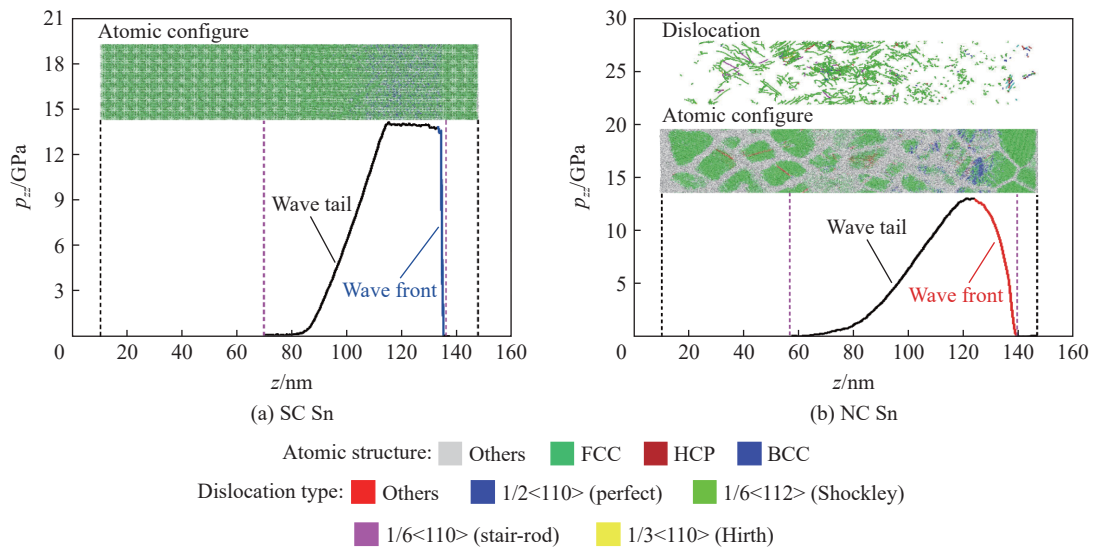 21
18
15
12
9
6
3
0
p_zz/GPa
Atomic configure
Wave tail
Wave front
20 40 60 80 100 120 140 160
z/nm
(a) SC Sn
30
25
20
15
10
5
0
p_zz/GPa
Dislocation
Atomic configure
Wave tail
Wave front
20 40 60 80 100 120 140 160
z/nm
(b) NC Sn
Atomic structure: Others FCC HCP BCC
Dislocation type: Others 1/2<110> (perfect) 1/6<112> (Shockley)
1/6<110> (stair-rod) 1/3<110> (Hirth)